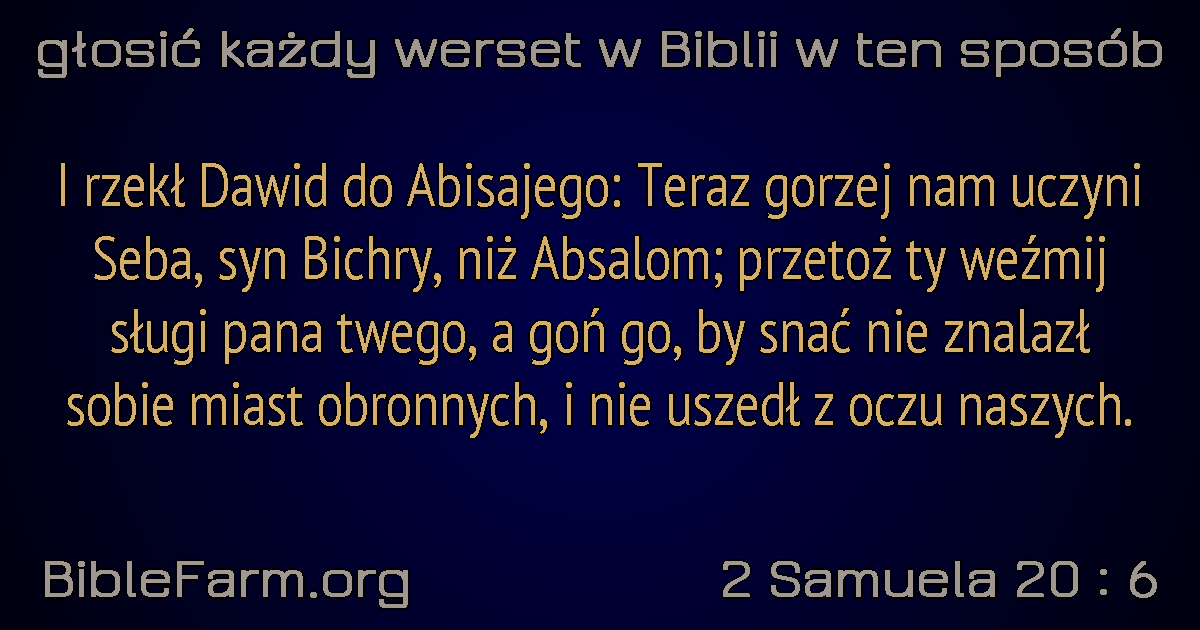 głosić każdy werset w Biblii w ten sposób
I rzekł Dawid do Abisajego: Teraz gorzej nam uczyni
Seba, syn Bichry, niż Absalom; przetoż ty weźmij
sługi pana twego, a goń go, by snać nie znalazł
sobie miast obronnych, i nie uszedł z oczu naszych.
BibleFarm.org
2 Samuela 20 : 6